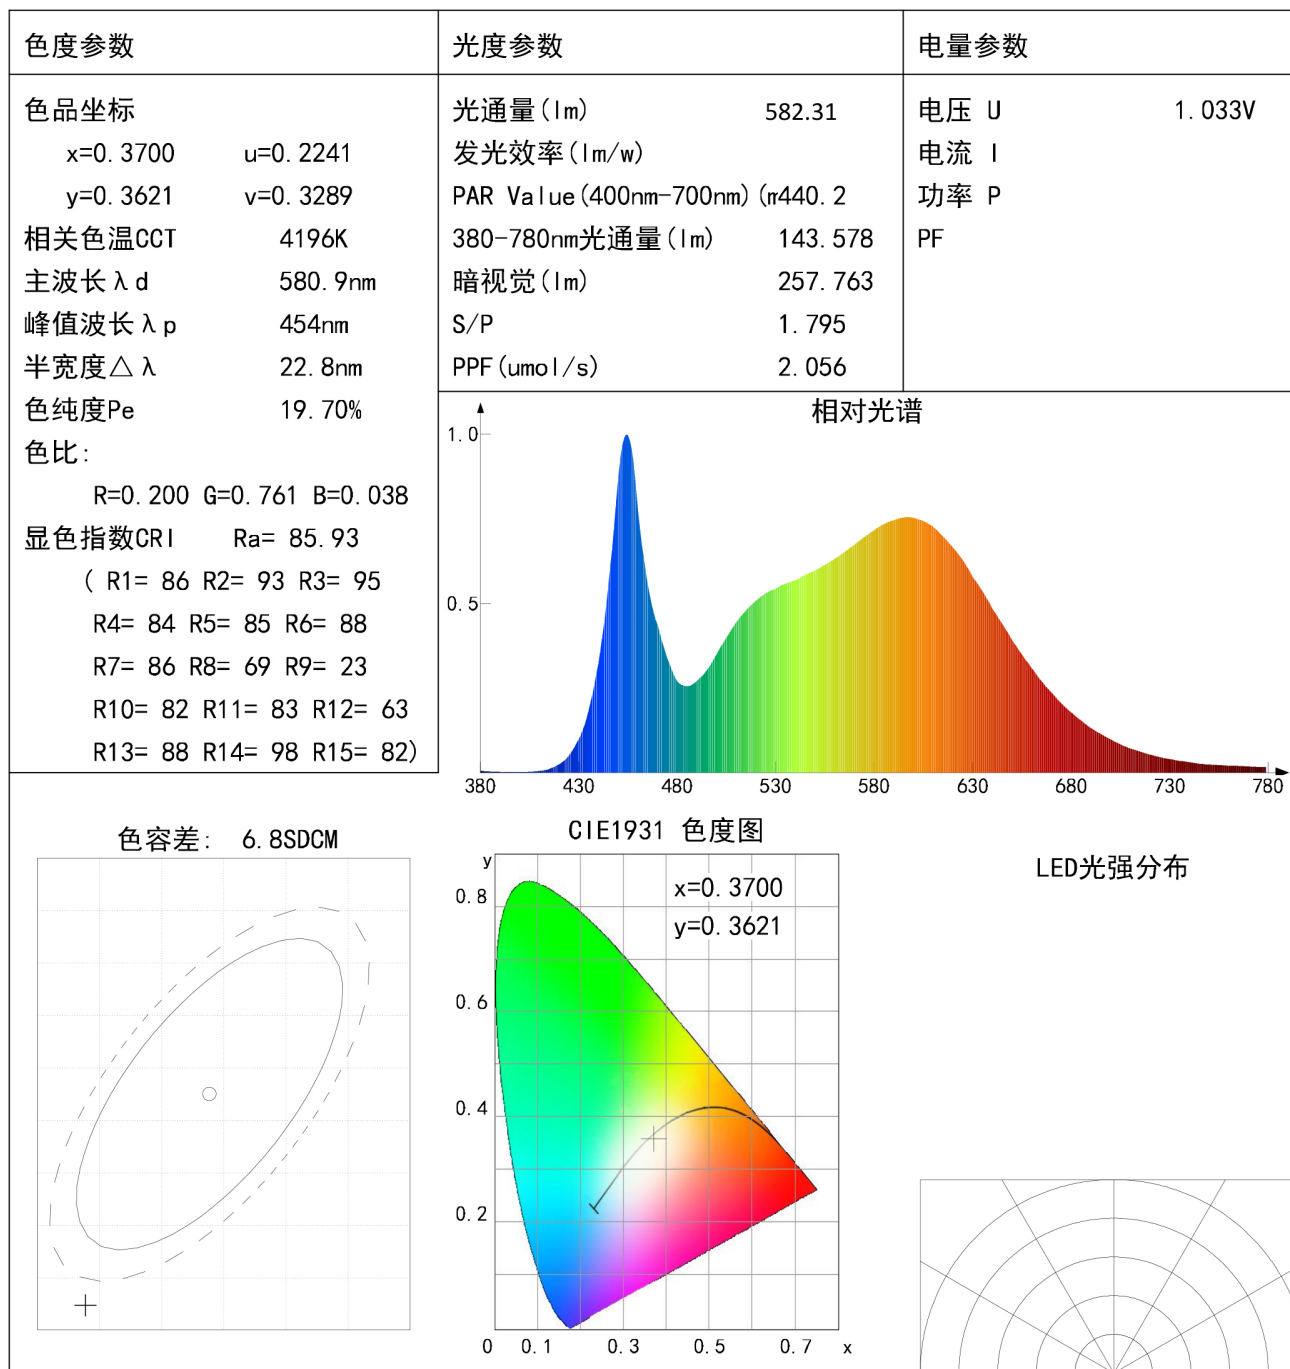 色度参数
光度参数
电量参数
色品坐标
x=0.3700 u=0.2241
y=0.3621 v=0.3289
相关色温CCT 4196K
主波长λd 580.9nm
峰值波长λp 454nm
半宽度△λ 22.8nm
色纯度Pe 19.70%
色比:
R=0.200 G=0.761 B=0.038
显色指数CRI Ra= 85.93
( R1= 86 R2= 93 R3= 95
R4= 84 R5= 85 R6= 88
R7= 86 R8= 69 R9= 23
R10= 82 R11= 83 R12= 63
R13= 88 R14= 98 R15= 82)
光通量(lm) 582.31
发光效率(lm/w)
PAR Value(400nm-700nm)(m440.2
380-780nm光通量(lm) 143.578
暗视觉(lm) 257.763
S/P 1.795
PPF(umol/s) 2.056
电压 U 1.033V
电流 I
功率 P
PF
相对光谱
1.0
0.5
380 430 480 530 580 630 680 730 780
色容差: 6.8SDCM
CIE1931 色度图
y
x=0.3700
y=0.3621
0.8
0.6
0.4
0.2
0 0.1 0.3 0.5 0.7 x
LED光强分布